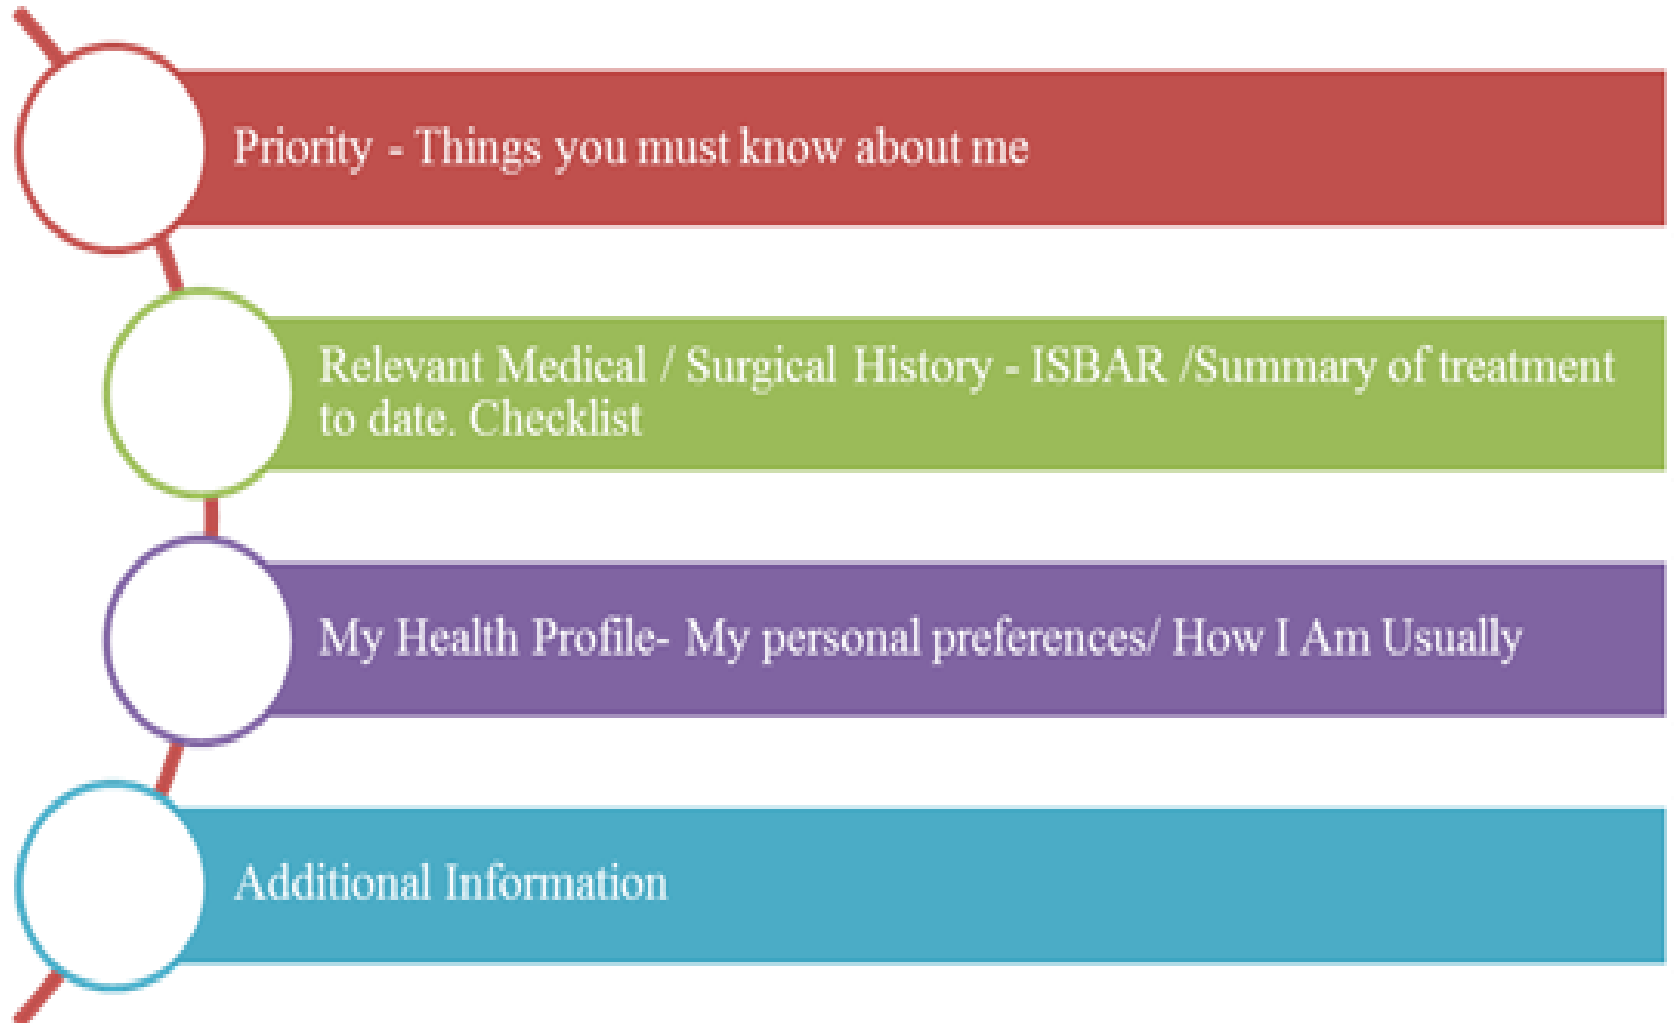 Priority - Things you must know about me
Relevant Medical / Surgical History - ISBAR /Summary of treatment
to date. Checklist
My Health Profile- My personal preferences/ How I Am Usually
Additional Information